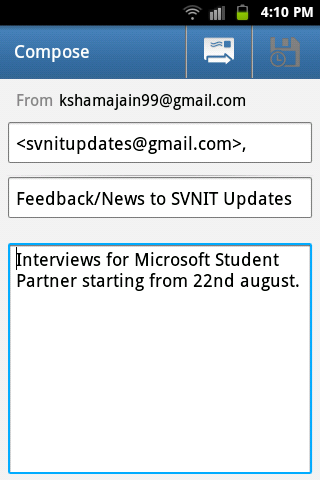 4:10 PM
Compose
From kshamajain99@gmail.com
<svnitupdates@gmail.com>,
Feedback/News to SVNIT Updates
Interviews for Microsoft Student
Partner starting from 22nd august.